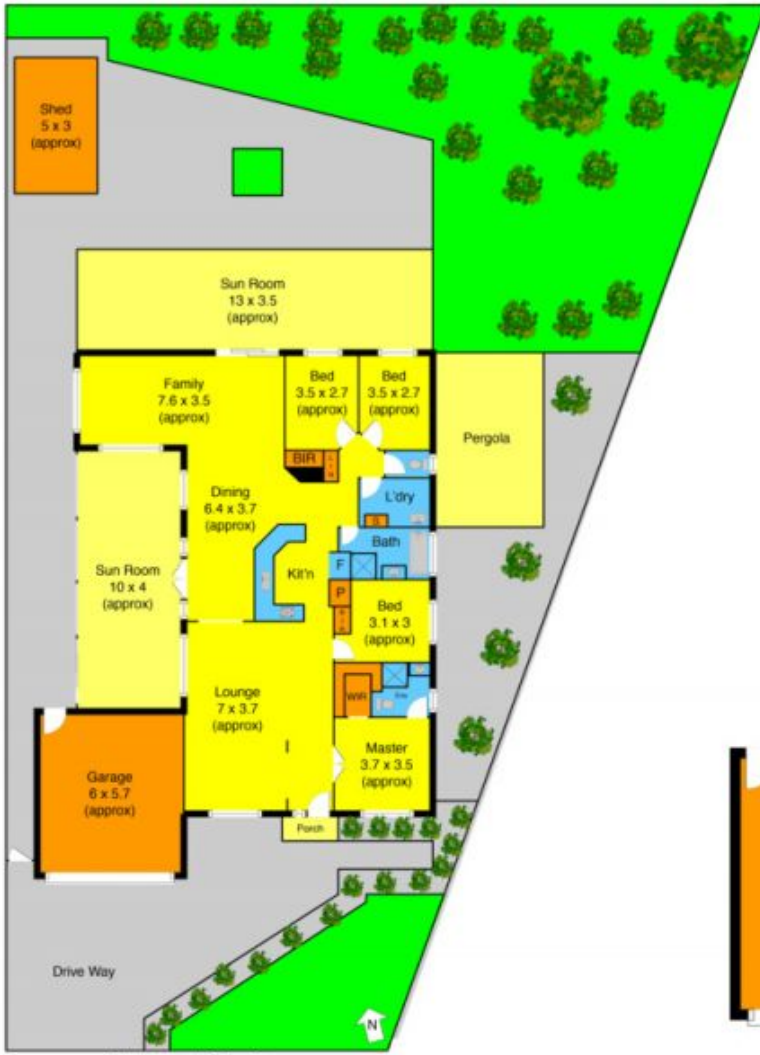 Shed
5 x 3
(approx)
Sun Room
13 x 3.5
(approx)
Family
7.6 x 3.5
(approx)
Bed
3.5 x 2.7
(approx)
Bed
3.5 x 2.7
(approx)
Pergola
BIR
L'dry
Dining
6.4 x 3.7
(approx)
Bath
Kit'n
F
P
Sun Room
10 x 4
(approx)
Bed
3.1 x 3
(approx)
Lounge
7 x 3.7
(approx)
WIR
Master
3.7 x 3.5
(approx)
Garage
6 x 5.7
(approx)
Porch
Drive Way
N